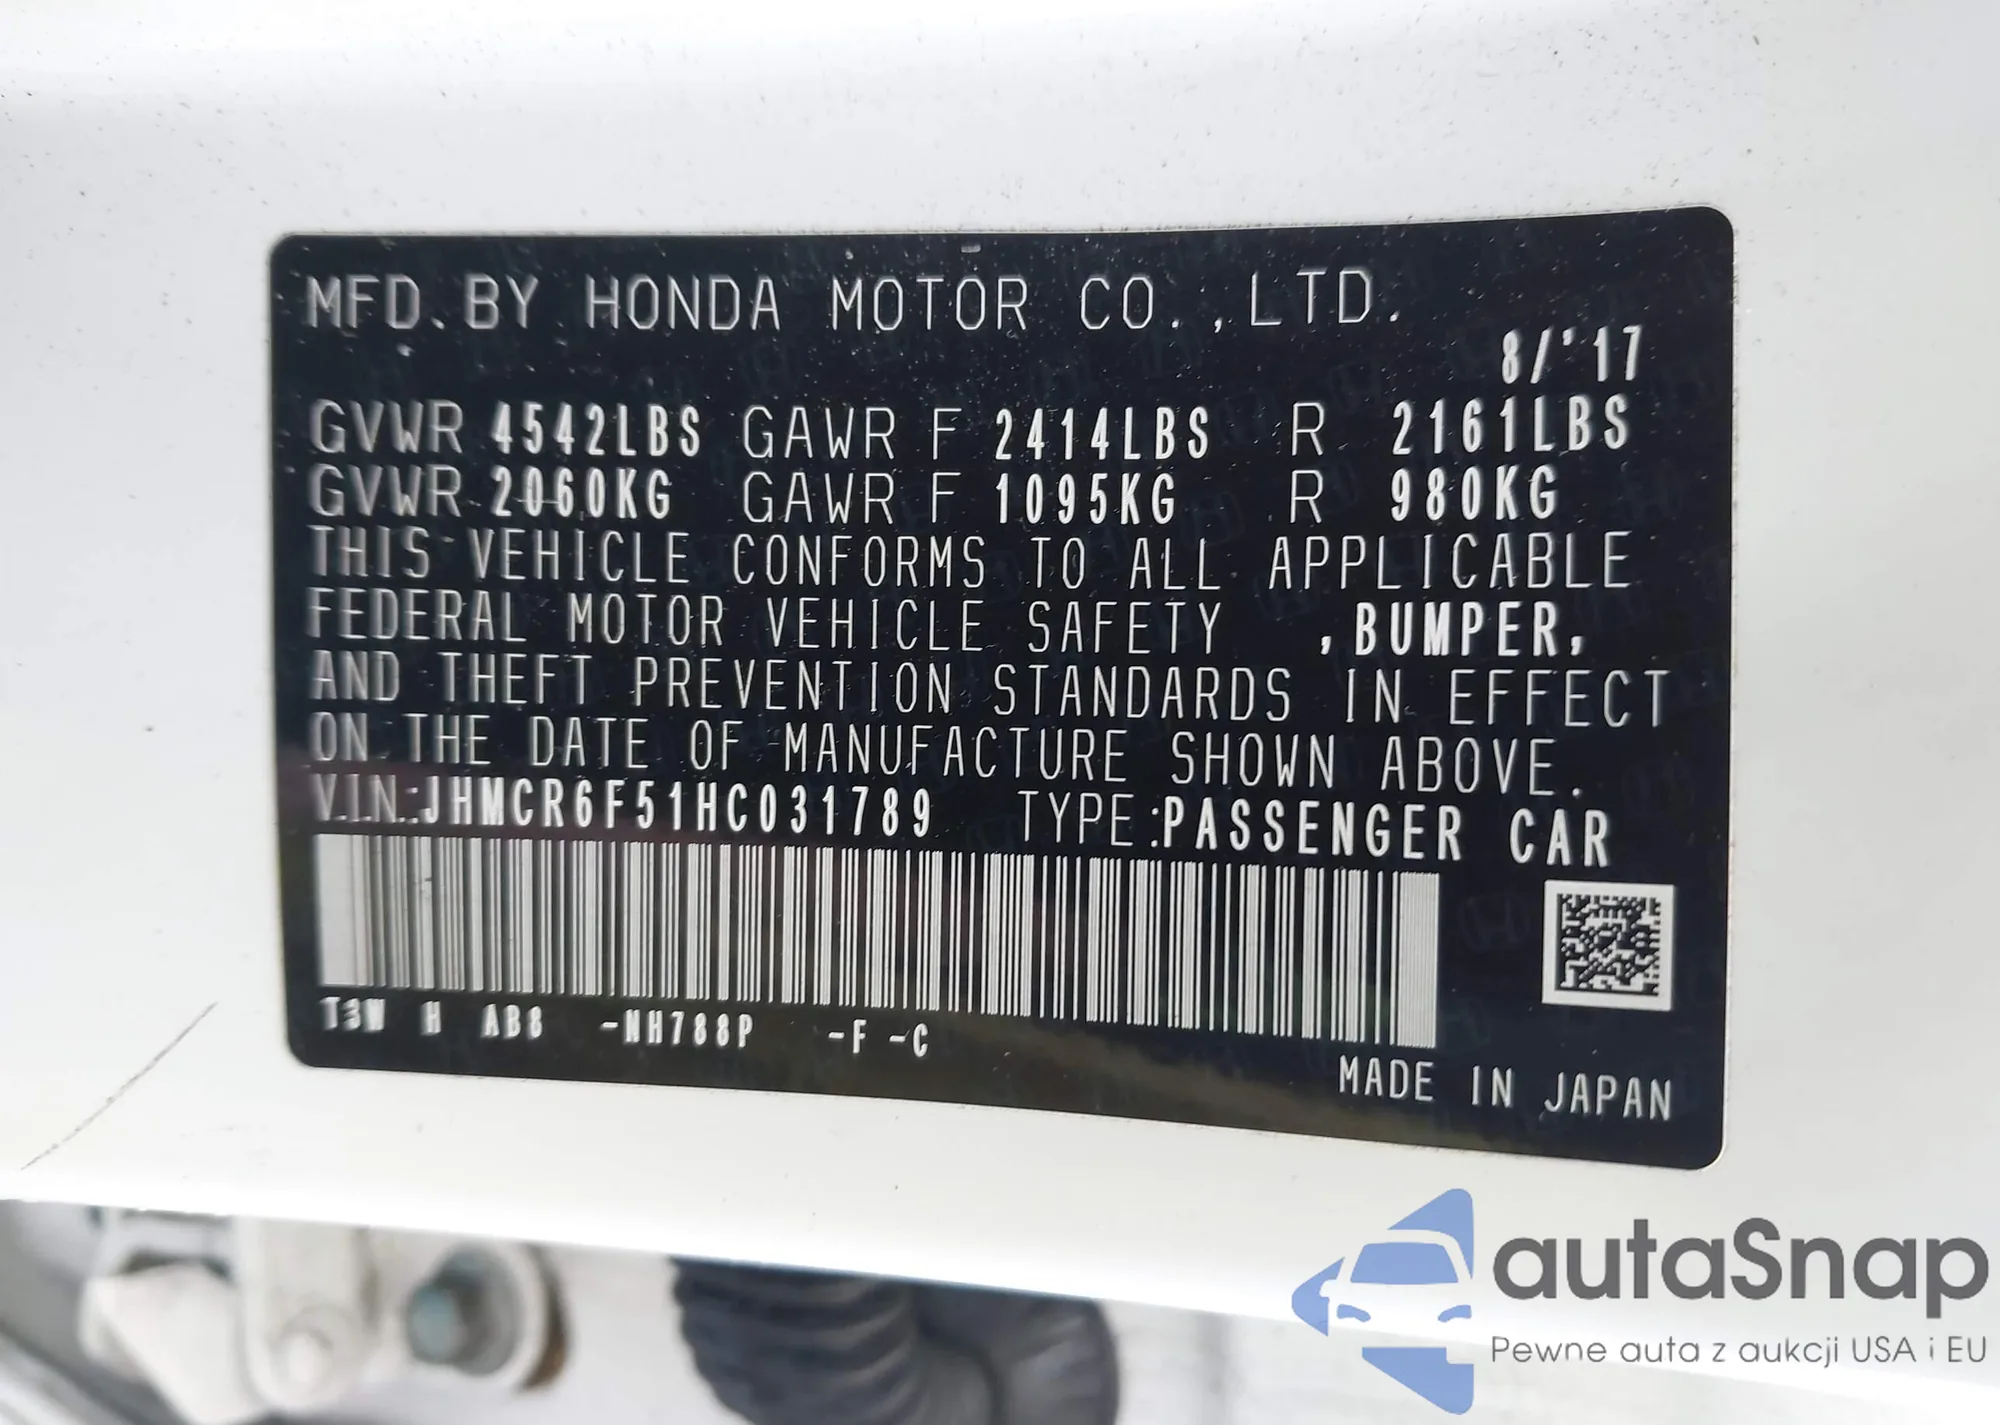 MFD. BY HONDA MOTOR CO., LTD.
8/'17
GVWR 4542LBS GAWR F 2414LBS R 2161LBS
GVWR 2060KG GAWR F 1095KG R 980KG
THIS VEHICLE CONFORMS TO ALL APPLICABLE
FEDERAL MOTOR VEHICLE SAFETY ,BUMPER,
AND THEFT PREVENTION STANDARDS IN EFFECT
ON THE DATE OF MANUFACTURE SHOWN ABOVE.
V.I.N.:JHMCR6F51HC031789 TYPE:PASSENGER CAR
T3W H AB8 -NH788P -F -C
MADE IN JAPAN
autaSnap
Pewne auta z aukcji USA i EU